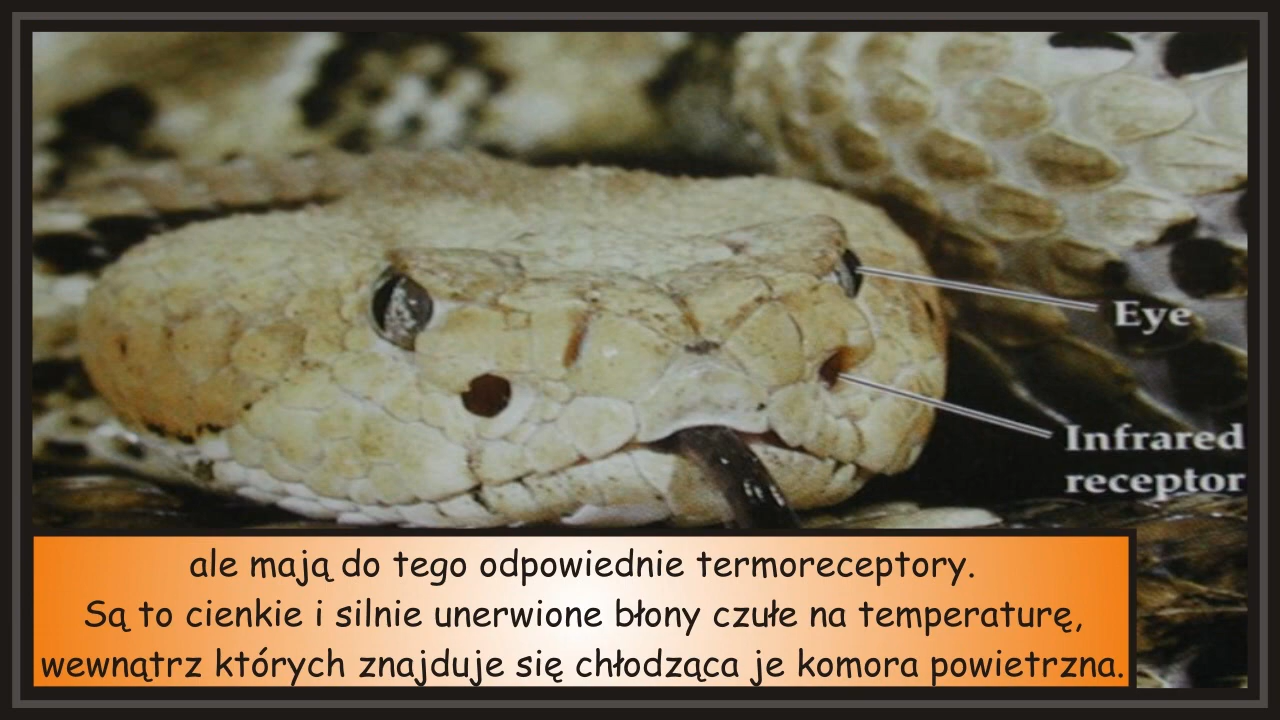 Eye
Infrared
receptor
ale mają do tego odpowiednie termoreceptory.
Są to cienkie i silnie unerwione błony czułe na temperaturę,
wewnątrz których znajduje się chłodząca je komora powietrzna.